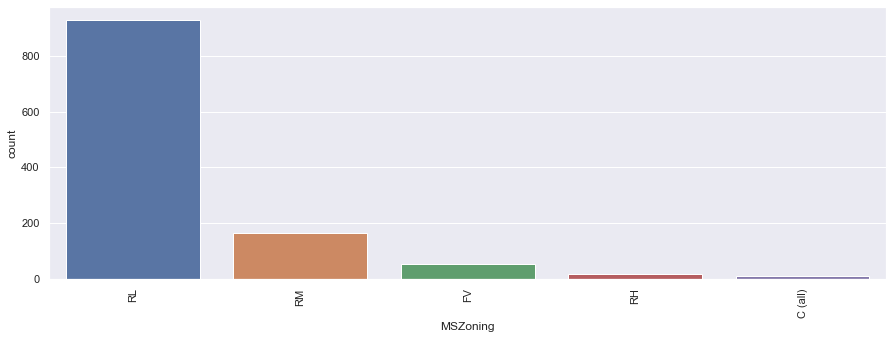 800
600
400
200
0
count
RL
RM
FV
RH
C (all)
MSZoning